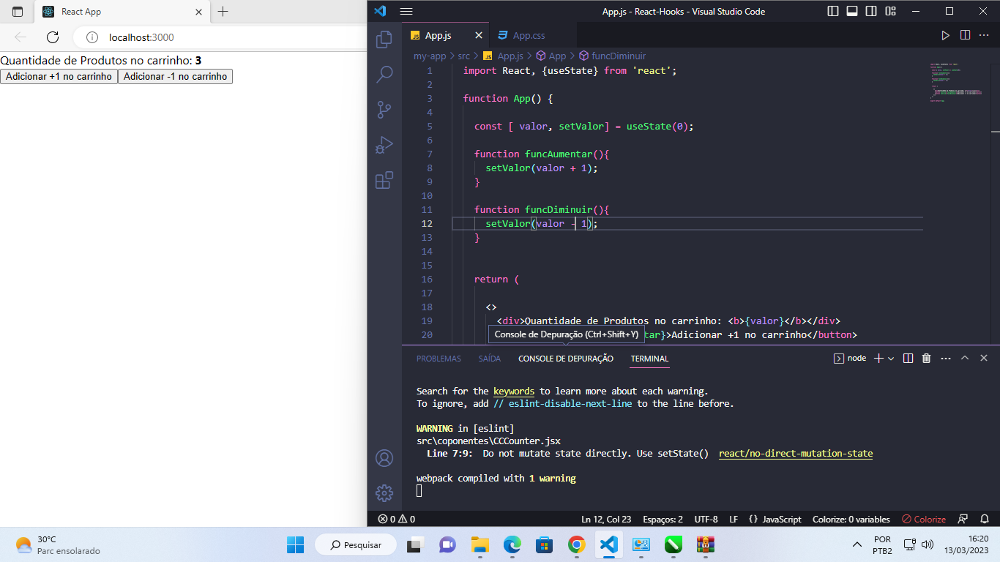 React App
localhost:3000
Quantidade de Produtos no carrinho: 3
Adicionar +1 no carrinho Adicionar -1 no carrinho
App.js - React-Hooks - Visual Studio Code
JS App.js App.css
my-app > src > JS App.js > App > funcDiminuir
1 import React, {useState} from 'react';
2
3 function App() {
4
5 const [ valor, setValor] = useState(0);
6
7 function funcAumentar(){
8 setValor(valor + 1);
9 }
10
11 function funcDiminuir(){
12 setValor(valor - 1);
13 }
14
15
16 return (
17
18 <>
19 <div>Quantidade de Produtos no carrinho: <b>{valor}</b></div>
20 tar}>Adicionar +1 no carrinho</button>
Console de Depuração (Ctrl+Shift+Y)
PROBLEMAS SAÍDA CONSOLE DE DEPURAÇÃO TERMINAL node
Search for the keywords to learn more about each warning.
To ignore, add // eslint-disable-next-line to the line before.
WARNING in [eslint]
src\coponentes\CCCounter.jsx
Line 7:9: Do not mutate state directly. Use setState() react/no-direct-mutation-state
webpack compiled with 1 warning
0 0 Ln 12, Col 23 Espaços: 2 UTF-8 LF {} JavaScript Colorize: 0 variables Colorize
30°C
Parc ensolarado
Pesquisar
POR
PTB2
16:20
13/03/2023